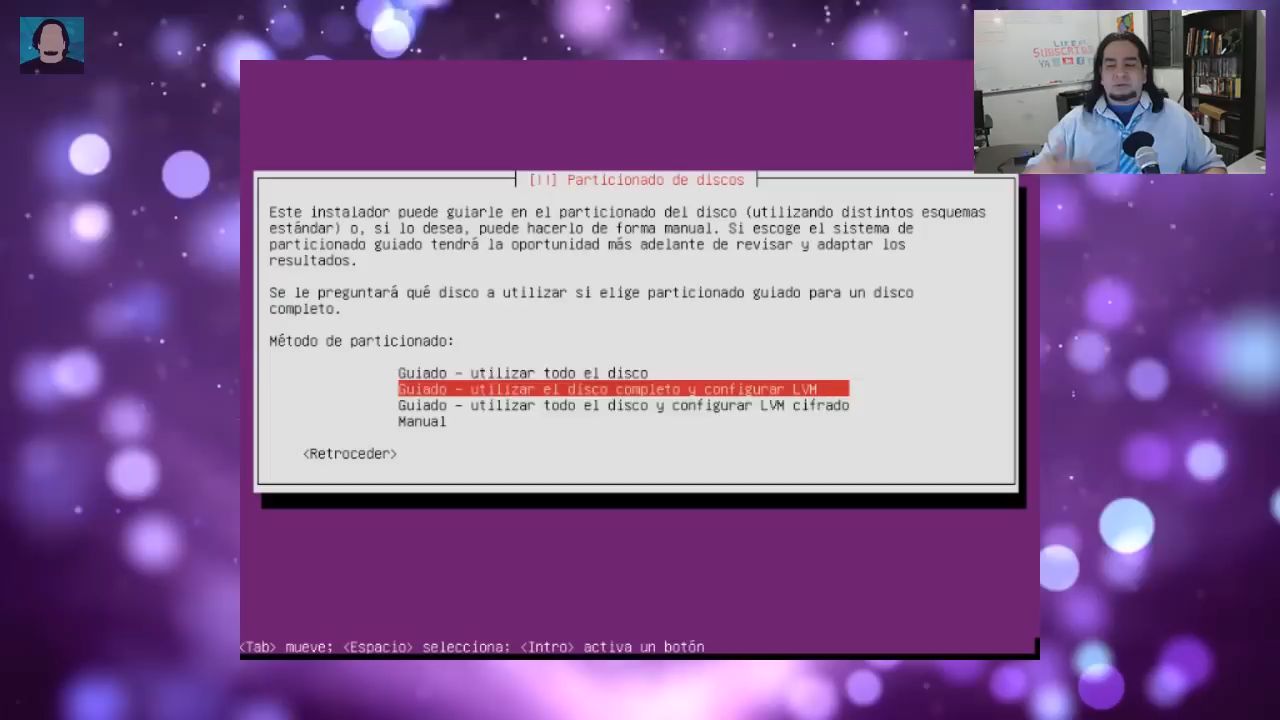 LIKE
SUBSCRIBE
YA
[!!] Particionado de discos
Este instalador puede guiarle en el particionado del disco (utilizando distintos esquemas
estándar) o, si lo desea, puede hacerlo de forma manual. Si escoge el sistema de
particionado guiado tendrá la oportunidad más adelante de revisar y adaptar los
resultados.
Se le preguntará qué disco a utilizar si elige particionado guiado para un disco
completo.
Método de particionado:
Guiado - utilizar todo el disco
Guiado - utilizar el disco completo y configurar LVM
Guiado - utilizar todo el disco y configurar LVM cifrado
Manual
<Retroceder>
<Tab> mueve; <Espacio> selecciona; <Intro> activa un botón